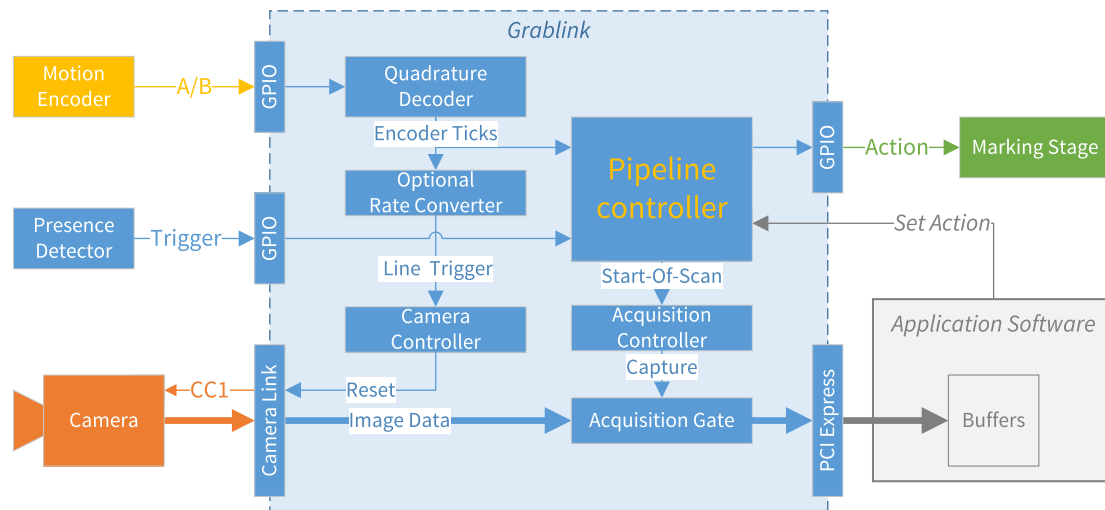 Grablink
Motion
Encoder
A/B
GPIO
Quadrature
Decoder
Encoder Ticks
Optional
Rate Converter
Pipeline
controller
GPIO
Action
Marking Stage
Presence
Detector
Trigger
GPIO
Set Action
Line Trigger
Start-Of-Scan
Camera
Controller
Acquisition
Controller
Application Software
Capture
CC1
Reset
Camera
Camera Link
Image Data
Acquisition Gate
PCI Express
Buffers